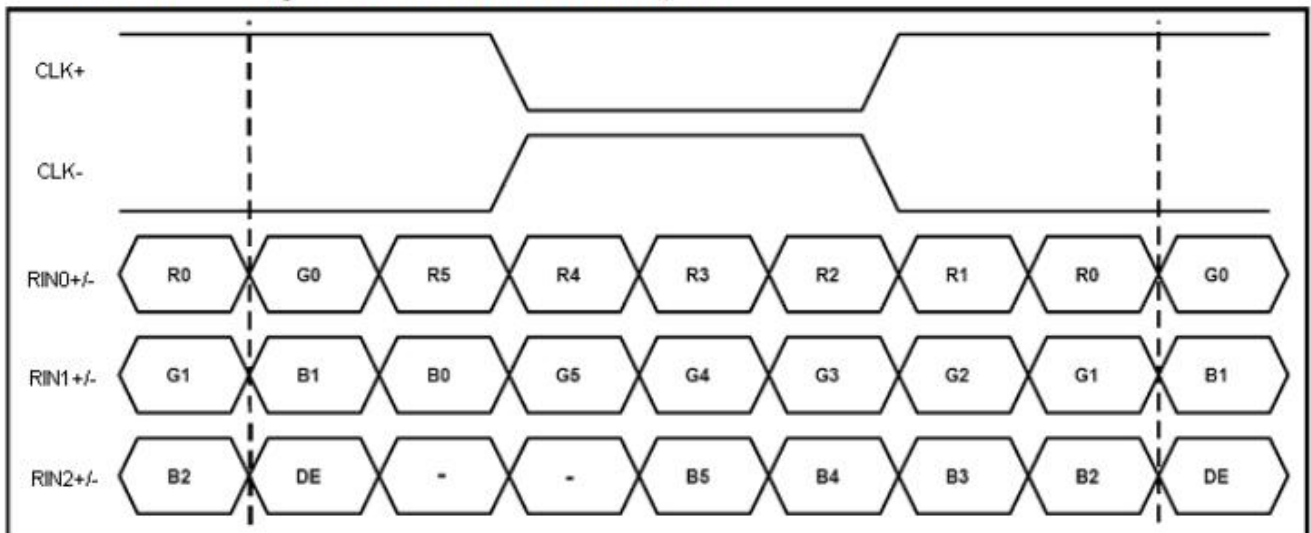 CLK+
CLK-
RIN0+/- R0 G0 R5 R4 R3 R2 R1 R0 G0
RIN1+/- G1 B1 B0 G5 G4 G3 G2 G1 B1
RIN2+/- B2 DE - - B5 B4 B3 B2 DE